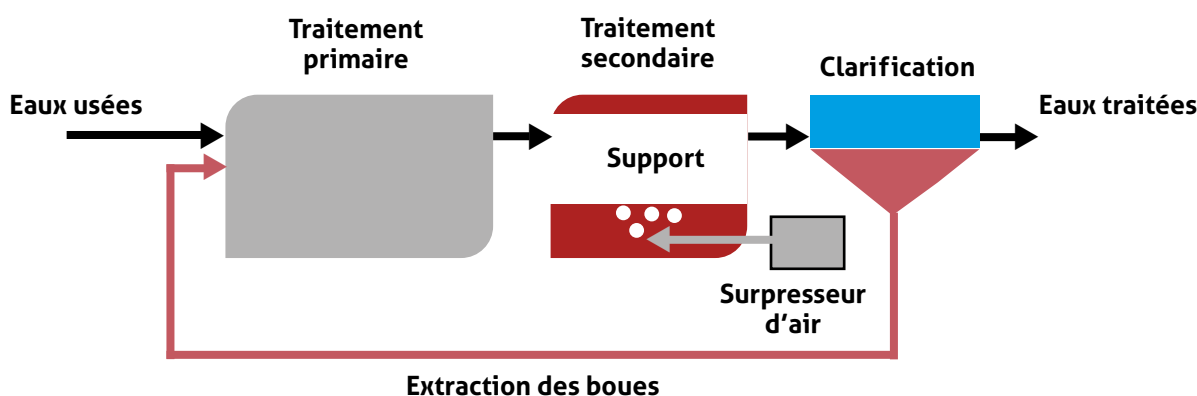 Traitement
primaire
Traitement
secondaire
Clarification
Eaux usées
Eaux traitées
Support
Surpresseur
d'air
Extraction des boues